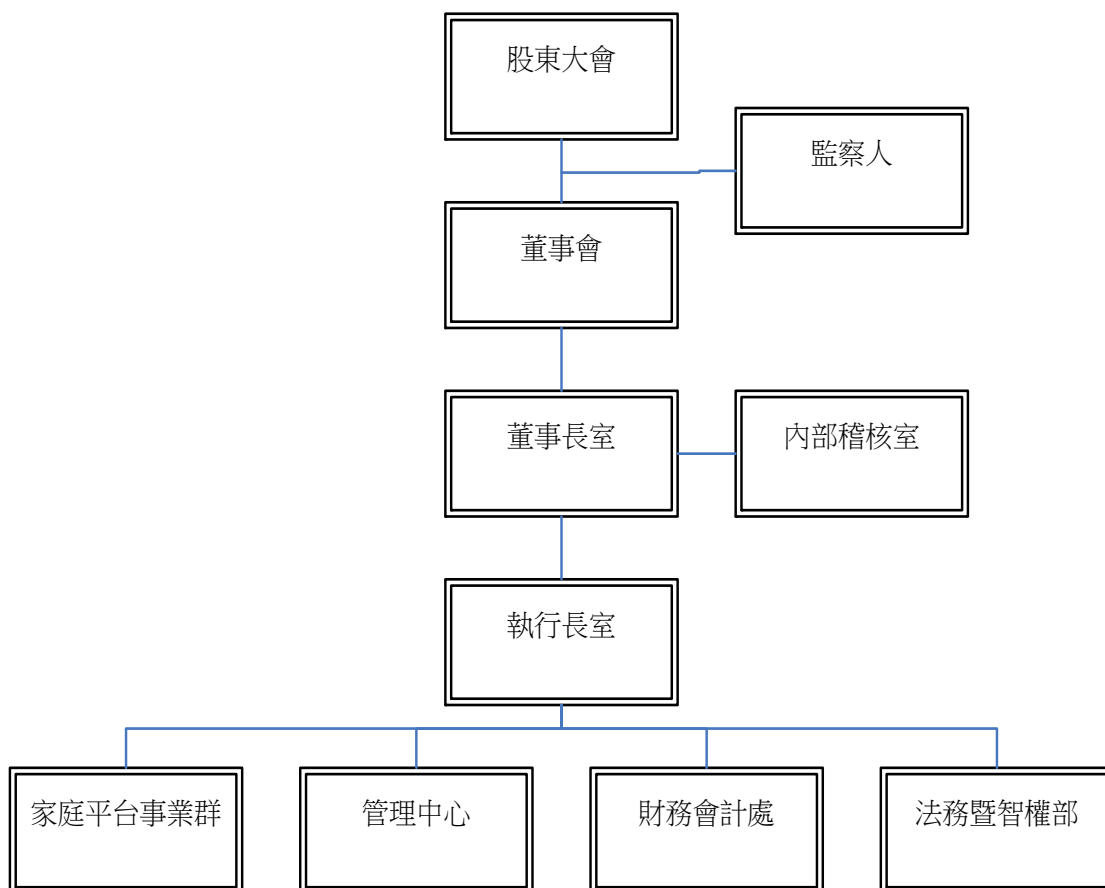 股東大會
監察人
董事會
董事長室
內部稽核室
執行長室
家庭平台事業群
管理中心
財務會計處
法務暨智權部